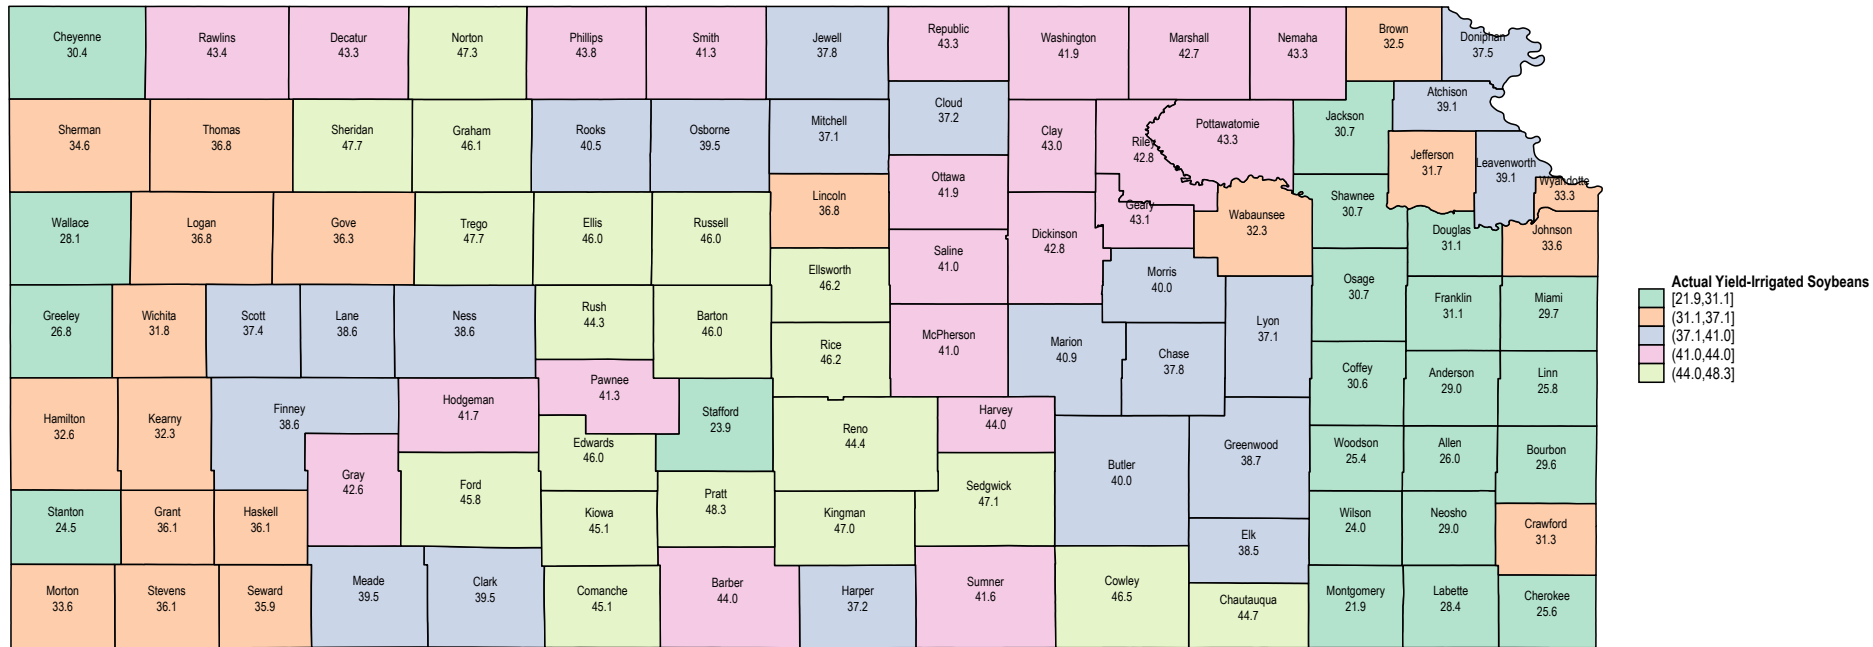 Cheyenne
30.4
Rawlins
43.4
Decatur
43.3
Norton
47.3
Phillips
43.8
Smith
41.3
Jewell
37.8
Republic
43.3
Washington
41.9
Marshall
42.7
Nemaha
43.3
Brown
32.5
Doniphan
37.5
Sherman
34.6
Thomas
36.8
Sheridan
47.7
Graham
46.1
Rooks
40.5
Osborne
39.5
Mitchell
37.1
Cloud
37.2
Clay
43.0
Riley
42.8
Pottawatomie
43.3
Jackson
30.7
Atchison
39.1
Jefferson
31.7
Leavenworth
39.1
Wyandotte
33.3
Wallace
28.1
Logan
36.8
Gove
36.3
Trego
47.7
Ellis
46.0
Russell
46.0
Lincoln
36.8
Ottawa
41.9
Saline
41.0
Dickinson
42.8
Geary
43.1
Wabaunsee
32.3
Shawnee
30.7
Douglas
31.1
Johnson
33.6
Ellsworth
46.2
Morris
40.0
Osage
30.7
Franklin
31.1
Miami
29.7
Greeley
26.8
Wichita
31.8
Scott
37.4
Lane
38.6
Ness
38.6
Rush
44.3
Barton
46.0
Rice
46.2
McPherson
41.0
Marion
40.9
Chase
37.8
Lyon
37.1
Coffey
30.6
Anderson
29.0
Linn
25.8
Hamilton
32.6
Kearny
32.3
Finney
38.6
Hodgeman
41.7
Pawnee
41.3
Stafford
23.9
Reno
44.4
Harvey
44.0
Gray
42.6
Ford
45.8
Edwards
46.0
Pratt
48.3
Kiowa
45.1
Kingman
47.0
Sedgwick
47.1
Butler
40.0
Greenwood
38.7
Woodson
25.4
Allen
26.0
Bourbon
29.6
Stanton
24.5
Grant
36.1
Haskell
36.1
Elk
38.5
Wilson
24.0
Neosho
29.0
Crawford
31.3
Morton
33.6
Stevens
36.1
Seward
35.9
Meade
39.5
Clark
39.5
Comanche
45.1
Barber
44.0
Harper
37.2
Sumner
41.6
Cowley
46.5
Chautauqua
44.7
Montgomery
21.9
Labette
28.4
Cherokee
25.6
Actual Yield-Irrigated Soybeans
[21.9,31.1]
(31.1,37.1]
(37.1,41.0]
(41.0,44.0]
(44.0,48.3]